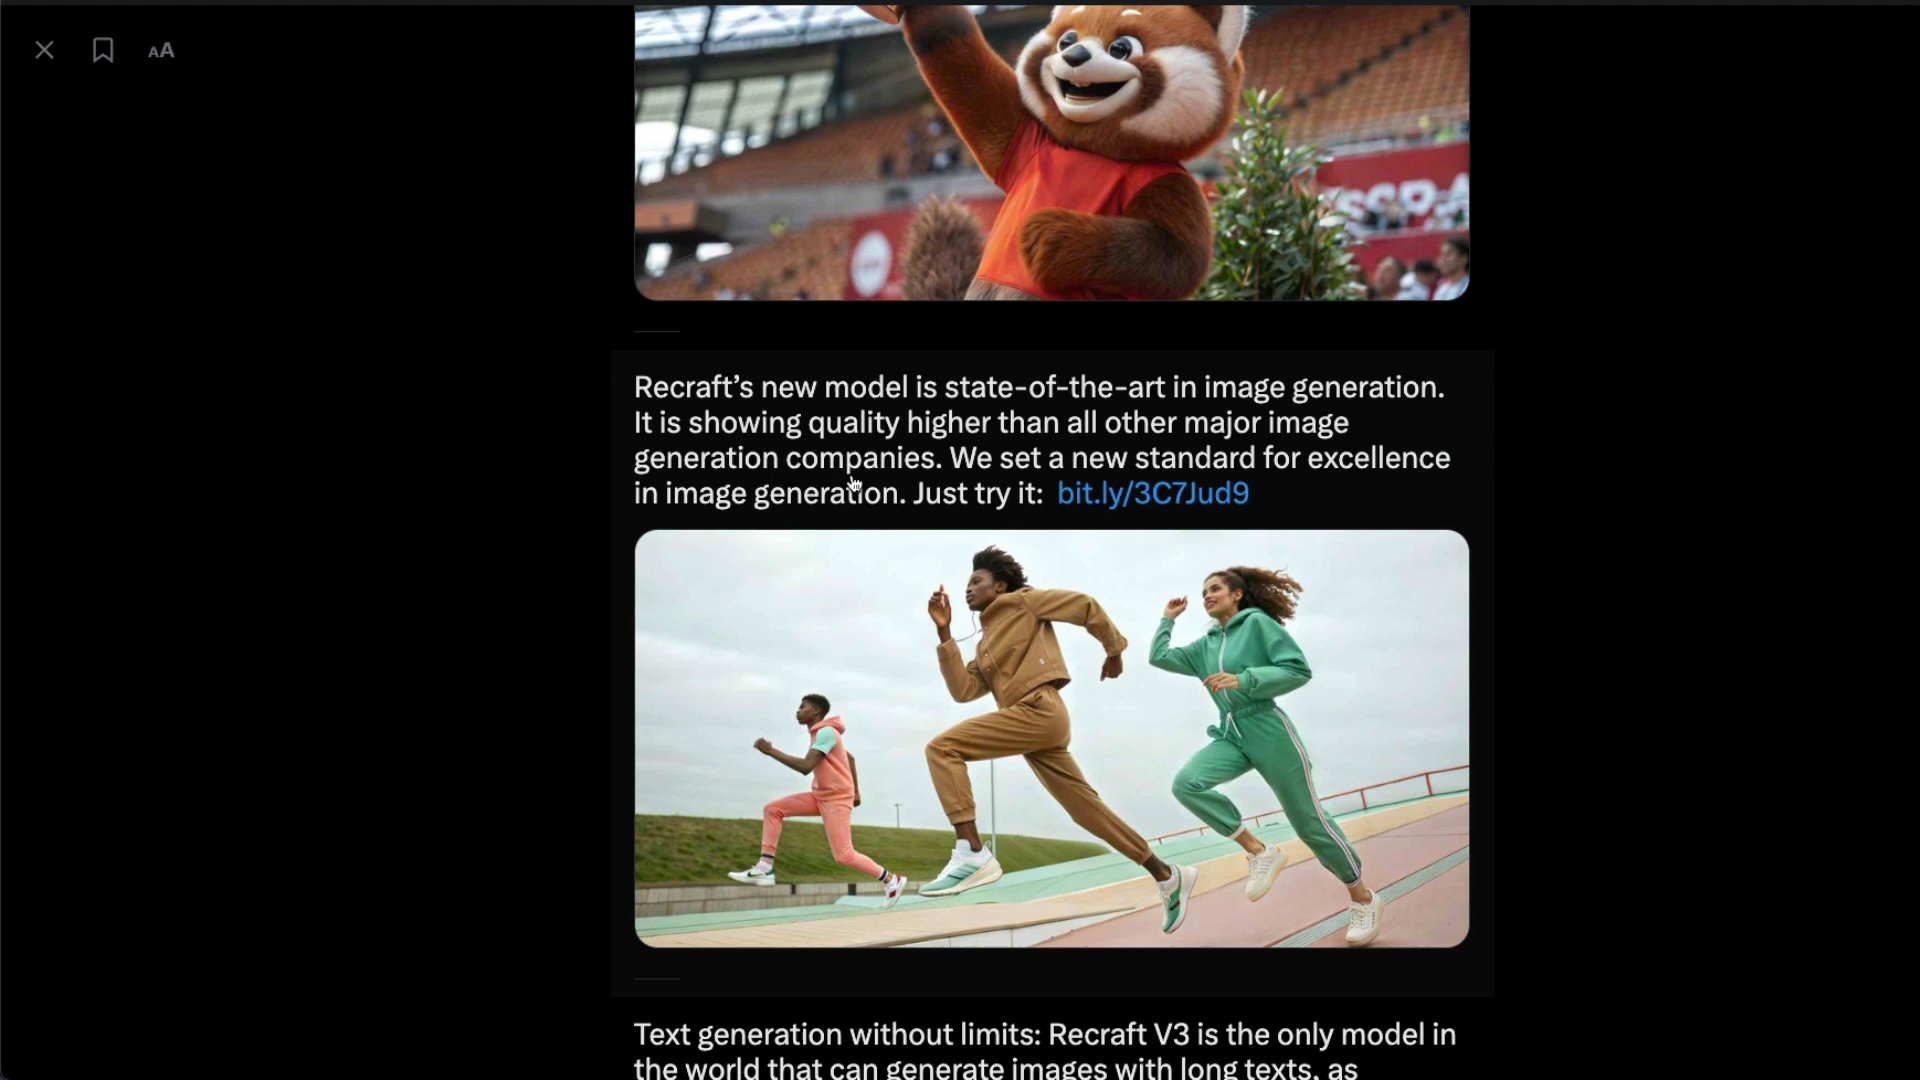 AA
Recraft’s new model is state-of-the-art in image generation.
It is showing quality higher than all other major image
generation companies. We set a new standard for excellence
in image generation. Just try it: bit.ly/3C7Jud9
Text generation without limits: Recraft V3 is the only model in
the world that can generate images with long texts, as